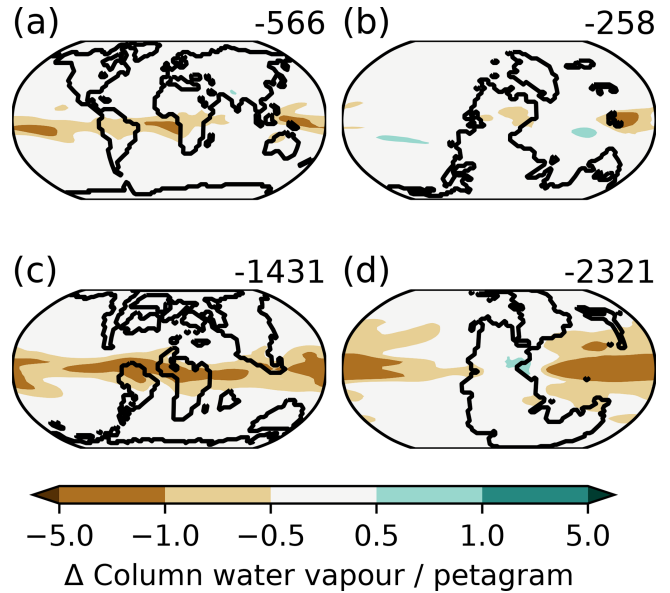 (a) -566
(b) -258
(c) -1431
(d) -2321
−5.0 −1.0 −0.5 0.5 1.0 5.0
Δ Column water vapour / petagram